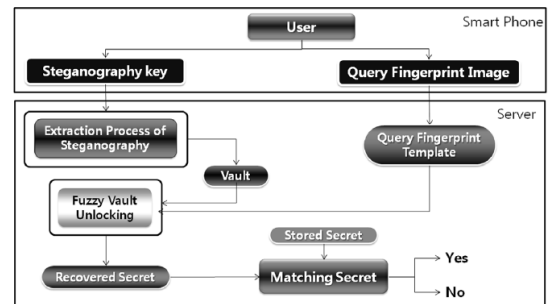 Smart Phone
User
Steganography key
Query Fingerprint Image
Server
Extraction Process of
Steganography
Query Fingerprint
Template
Vault
Fuzzy Vault
Unlocking
Stored Secret
Recovered Secret
Matching Secret
Yes
No